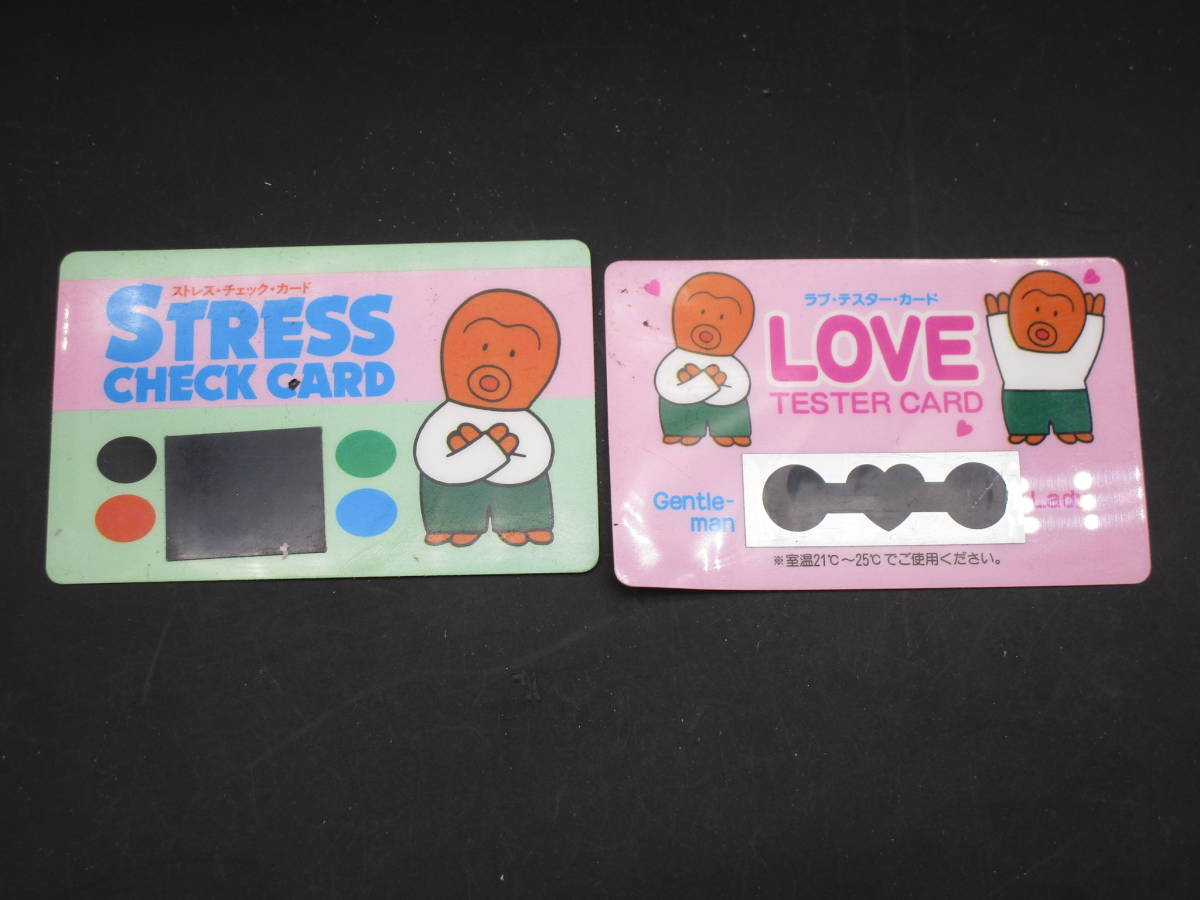 ストレス・チェック・カード
STRESS
CHECK CARD
ラブ・テスター・カード
LOVE
TESTER CARD
Gentle-
man
Lady
※室温21℃～25℃でご使用ください。